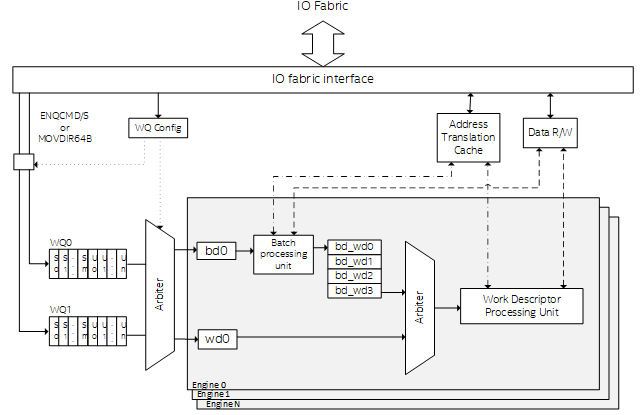 IO Fabric
IO fabric interface
ENQCMD/S
or
MOVDIR64B
WQ Config
Address
Translation
Cache
Data R/W
WQ0
WQ1
Arbiter
bd0
wd0
Batch
processing
unit
bd_wd0
bd_wd1
bd_wd2
bd_wd3
Arbiter
Work Descriptor
Processing Unit
Engine 0
Engine 1
Engine N